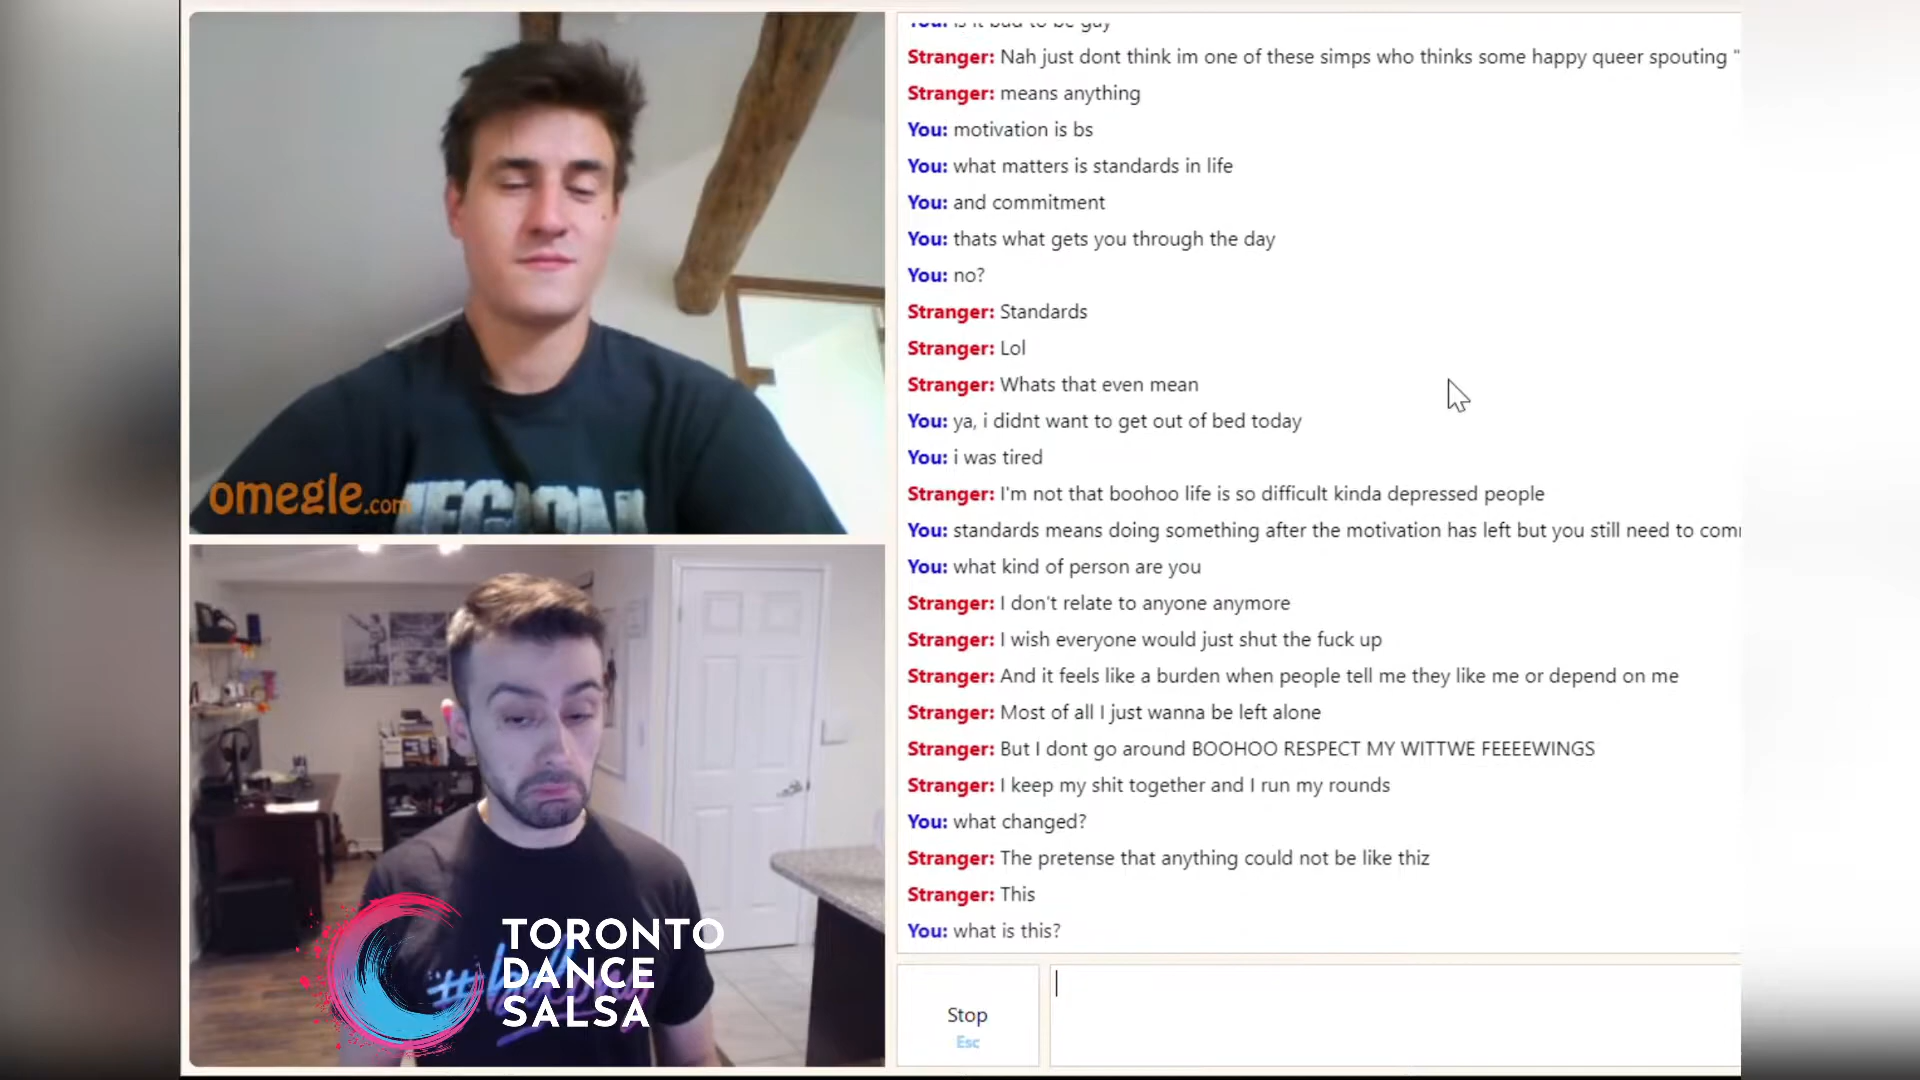 You: is it bad to be gay
Stranger: Nah just dont think im one of these simps who thinks some happy queer spouting "
Stranger: means anything
You: motivation is bs
You: what matters is standards in life
You: and commitment
You: thats what gets you through the day
You: no?
Stranger: Standards
Stranger: Lol
Stranger: Whats that even mean
You: ya, i didnt want to get out of bed today
You: i was tired
Stranger: I'm not that boohoo life is so difficult kinda depressed people
You: standards means doing something after the motivation has left but you still need to
You: what kind of person are you
Stranger: I don't relate to anyone anymore
Stranger: I wish everyone would just shut the fuck up
Stranger: And it feels like a burden when people tell me they like me or depend on me
Stranger: Most of all I just wanna be left alone
Stranger: But I dont go around BOOHOO RESPECT MY WITTWE FEEEEWINGS
Stranger: I keep my shit together and I run my rounds
You: what changed?
Stranger: The pretense that anything could not be like thiz
Stranger: This
You: what is this?
Stop
Esc
omegle.com
LEGION
TORONTO
DANCE
SALSA